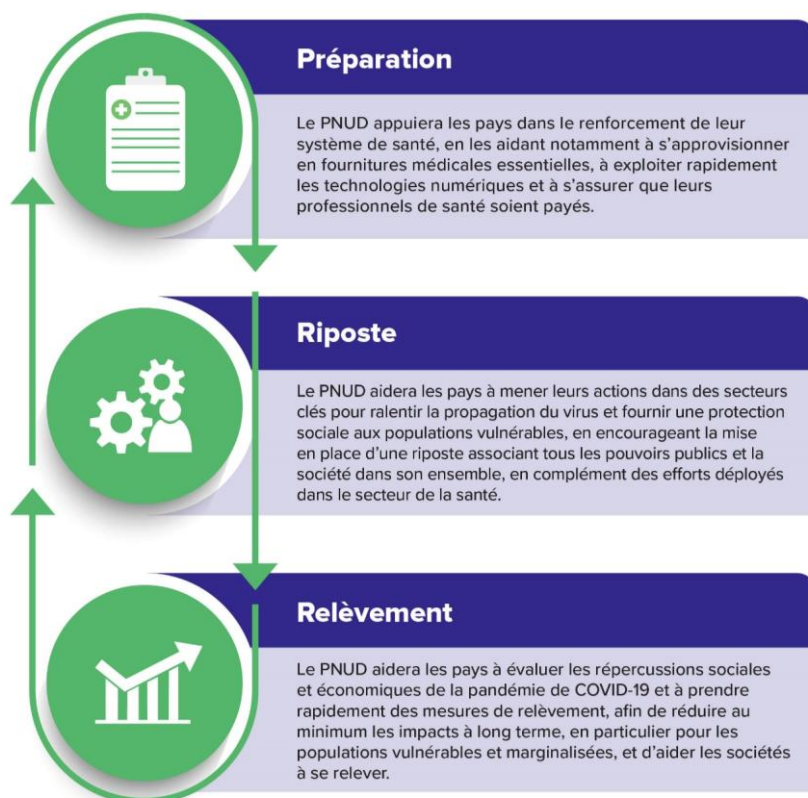 Préparation
Le PNUD appuiera les pays dans le renforcement de leur
système de santé, en les aidant notamment à s’approvisionner
en fournitures médicales essentielles, à exploiter rapidement
les technologies numériques et à s’assurer que leurs
professionnels de santé soient payés.
Riposte
Le PNUD aidera les pays à mener leurs actions dans des secteurs
clés pour ralentir la propagation du virus et fournir une protection
sociale aux populations vulnérables, en encourageant la mise
en place d’une riposte associant tous les pouvoirs publics et la
société dans son ensemble, en complément des efforts déployés
dans le secteur de la santé.
Relèvement
Le PNUD aidera les pays à évaluer les répercussions sociales
et économiques de la pandémie de COVID-19 et à prendre
rapidement des mesures de relèvement, afin de réduire au
minimum les impacts à long terme, en particulier pour les
populations vulnérables et marginalisées, et d’aider les sociétés
à se relever.